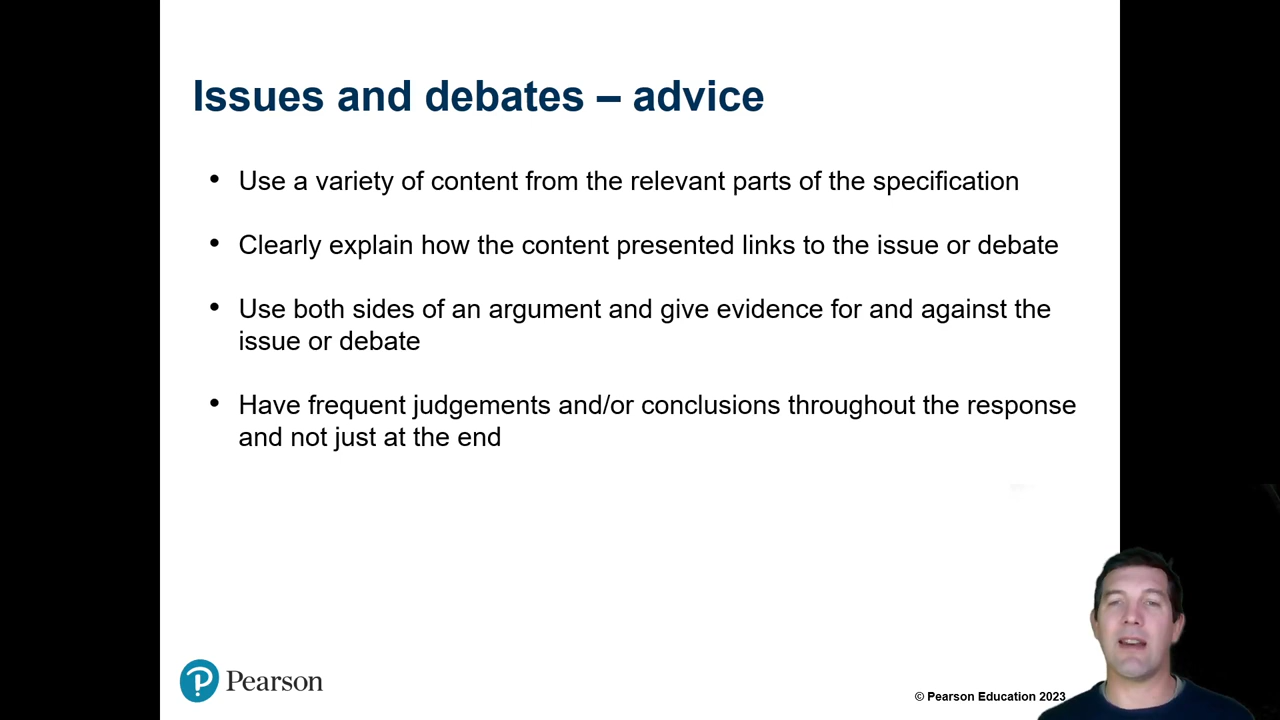 Issues and debates – advice
• Use a variety of content from the relevant parts of the specification
• Clearly explain how the content presented links to the issue or debate
• Use both sides of an argument and give evidence for and against the
issue or debate
• Have frequent judgements and/or conclusions throughout the response
and not just at the end
Pearson
© Pearson Education 2023